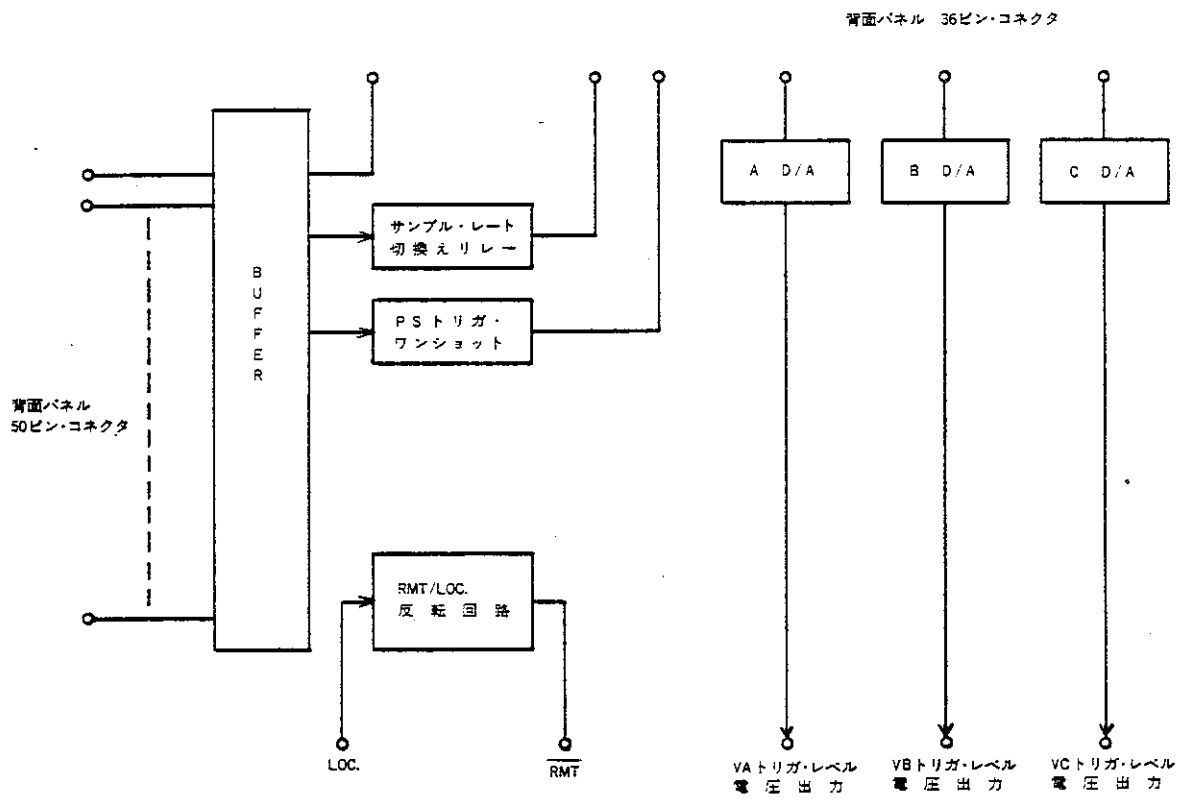 背面パネル 36ピン・コネクタ
A D/A
B D/A
C D/A
サンプル・レート
切換えリレー
BUFFER
PSトリガ・
ワンショット
背面パネル
50ピン・コネクタ
RMT/LOC.
反転回路
LOC.
R̅M̅T̅
VAトリガ・レベル
電圧出力
VBトリガ・レベル
電圧出力
VCトリガ・レベル
電圧出力